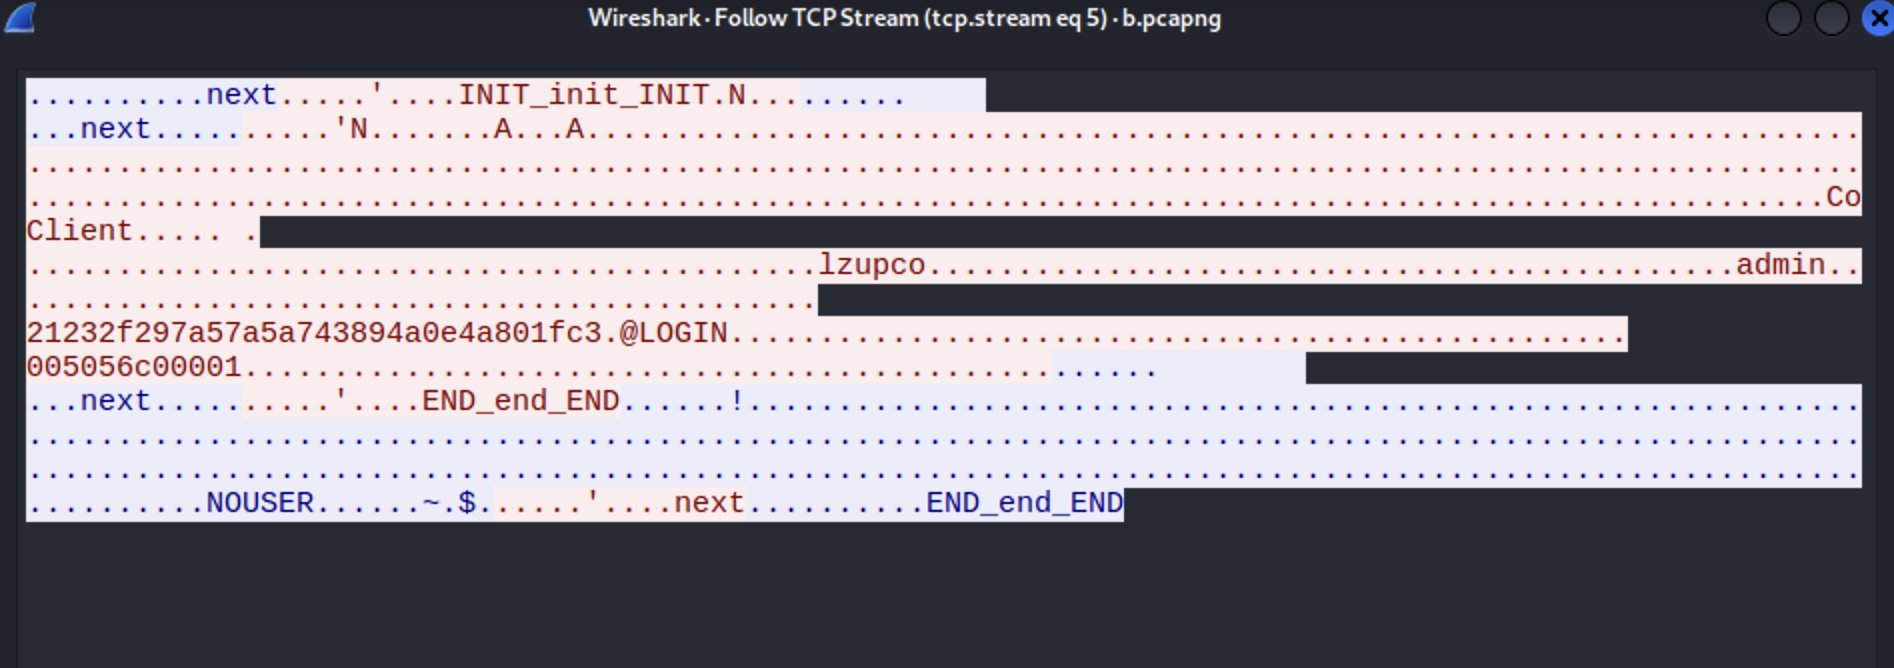 ..........next.....'....INIT_init_INIT.N.........
...next..........'N.......A...A.......................................................................
......................................................................................................
....................................................................................................Co
Client..... .
............................................lzupco.............................................admin..
............................................
21232f297a57a5a743894a0e4a801fc3.@LOGIN..................................................
005056c00001...................................................
...next..........'....END_end_END......!..............................................................
......................................................................................................
......................................................................................................
..........NOUSER......~.$......'....next..........END_end_END
Wireshark · Follow TCP Stream (tcp.stream eq 5) · b.pcapng